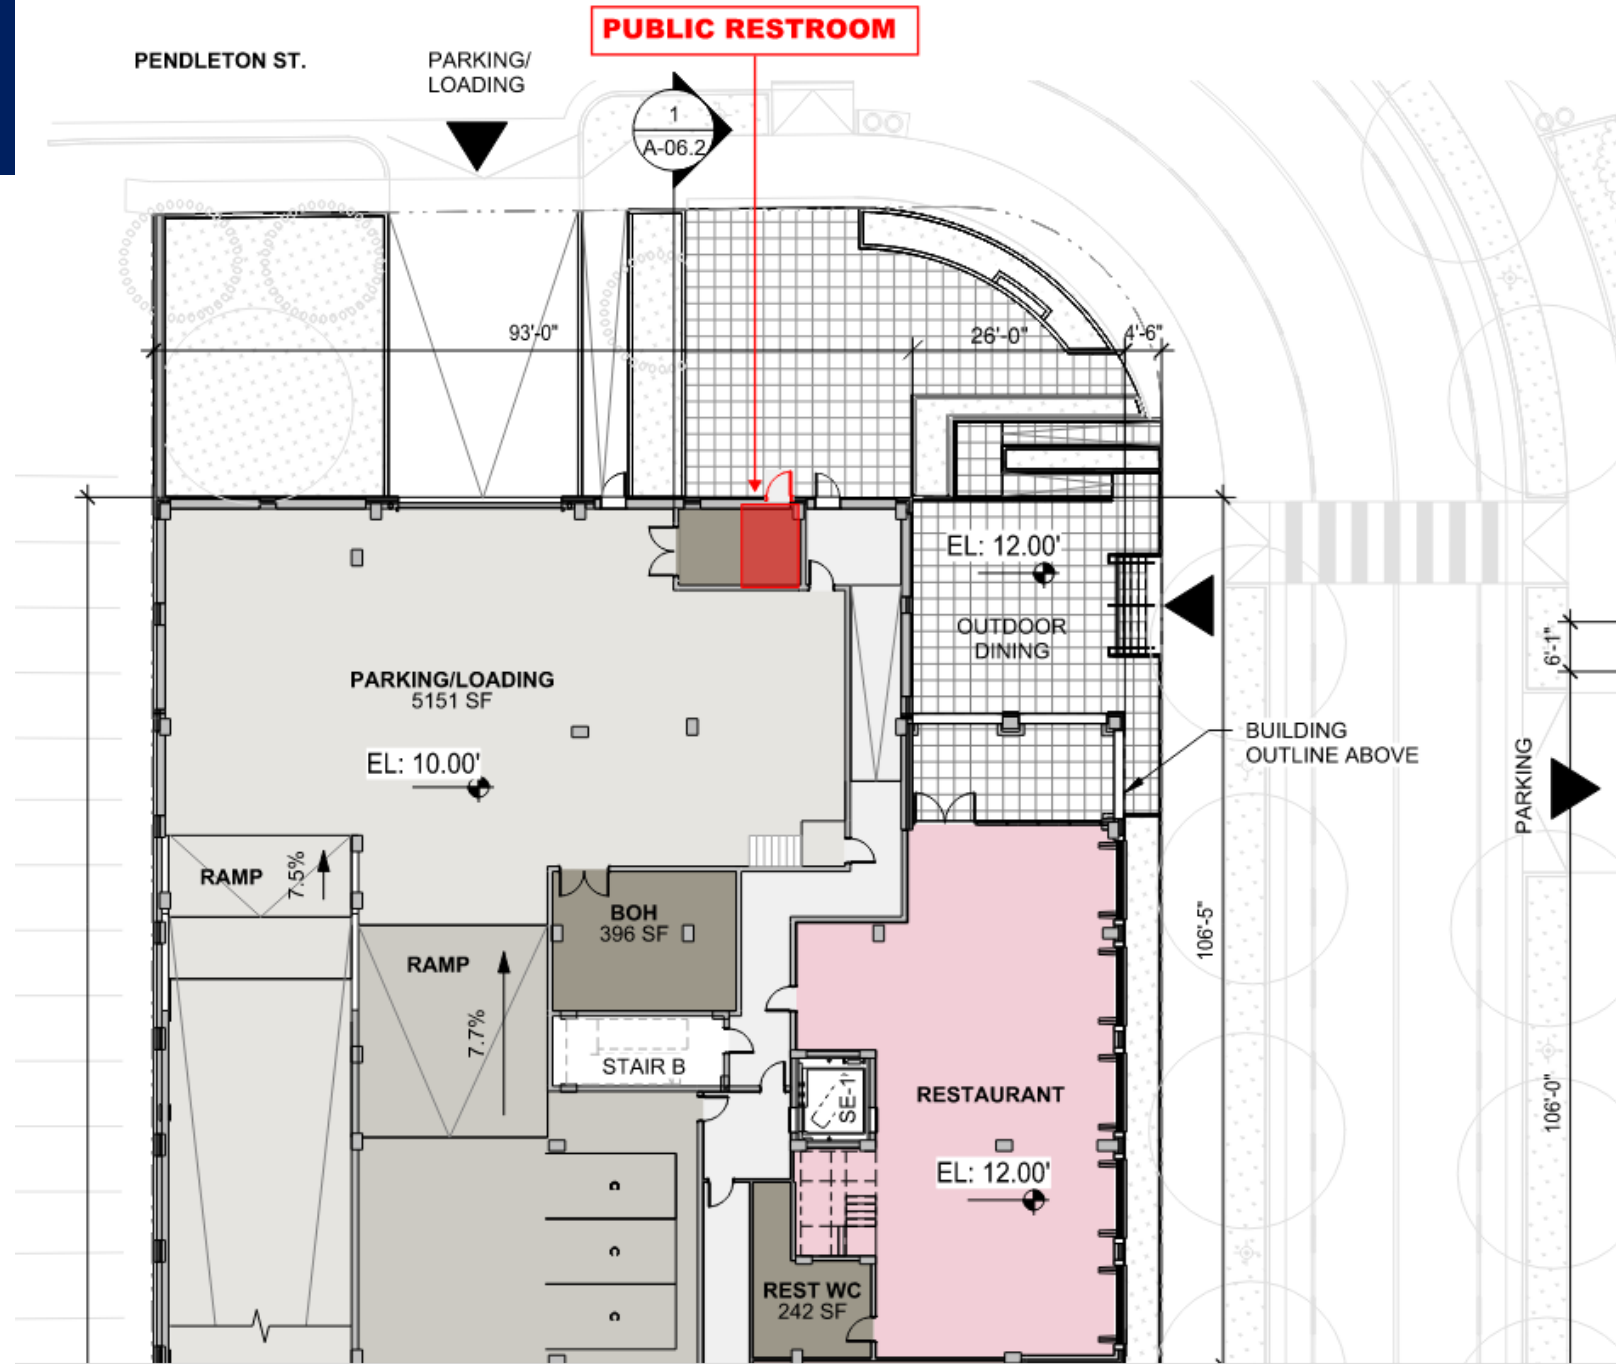 PUBLIC RESTROOM
PENDLETON ST.
PARKING/
LOADING
1
A-06.2
93'-0"
26'-0"
4'-6"
EL: 12.00'
OUTDOOR
DINING
6'-1"
PARKING/LOADING
5151 SF
EL: 10.00'
BUILDING
OUTLINE ABOVE
PARKING
RAMP
7.5%
BOH
396 SF
106'-5"
RAMP
7.7%
STAIR B
SE-1
RESTAURANT
106'-0"
EL: 12.00'
C
C
C
REST WC
242 SF